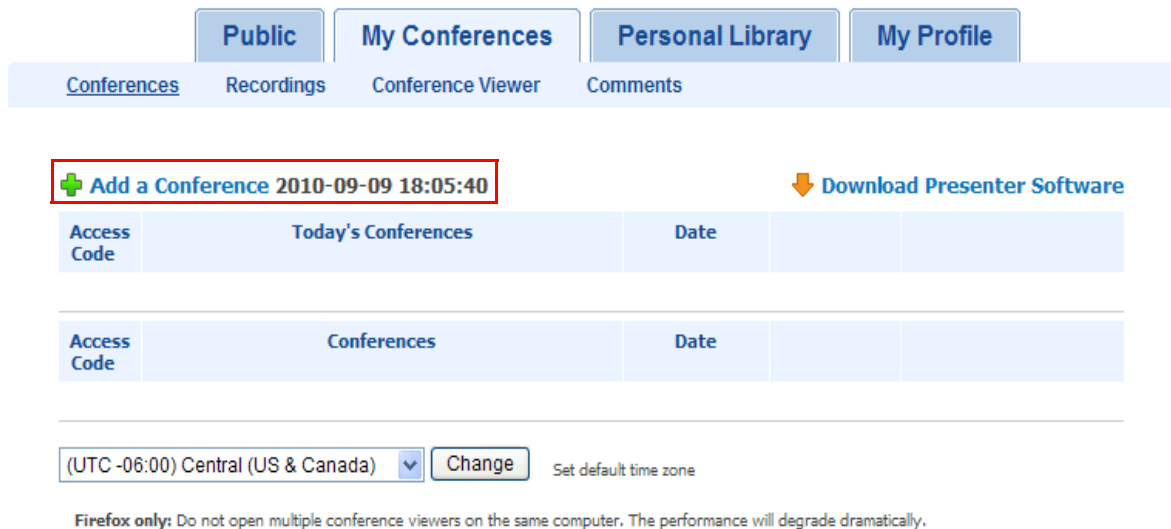 Public My Conferences Personal Library My Profile
Conferences Recordings Conference Viewer Comments
Add a Conference 2010-09-09 18:05:40 Download Presenter Software
Access Code Today's Conferences Date
Access Code Conferences Date
(UTC -06:00) Central (US & Canada) Change Set default time zone
Firefox only: Do not open multiple conference viewers on the same computer. The performance will degrade dramatically.